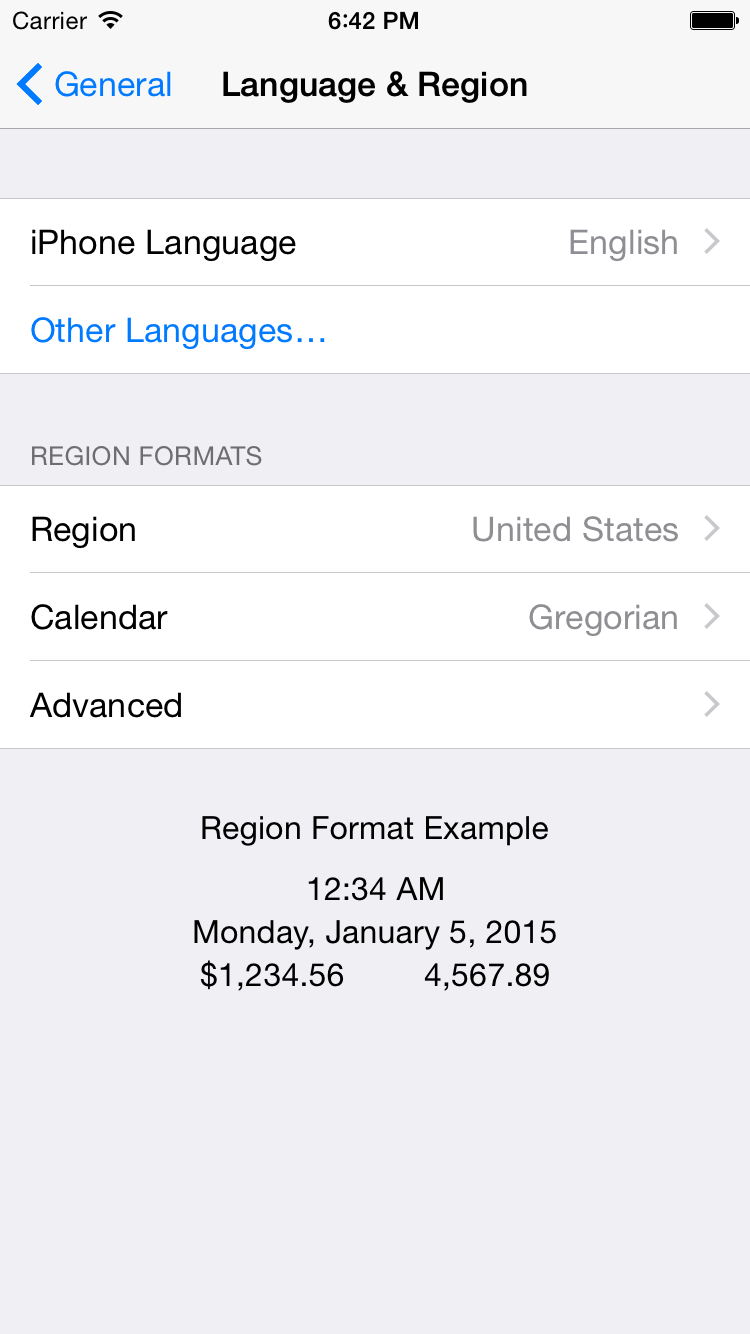 Carrier 6:42 PM
General Language & Region
iPhone Language English
Other Languages…
REGION FORMATS
Region United States
Calendar Gregorian
Advanced
Region Format Example
12:34 AM
Monday, January 5, 2015
$1,234.56 4,567.89